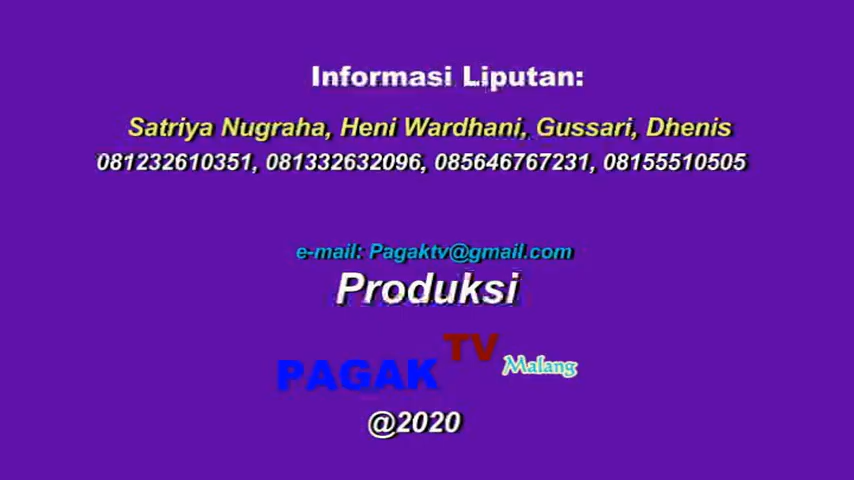 Informasi Liputan:
Satriya Nugraha, Heni Wardhani, Gussari, Dhenis
081232610351, 081332632096, 085646767231, 08155510505
e-mail: Pagaktv@gmail.com
Produksi
PAGAK TV Malang
@2020